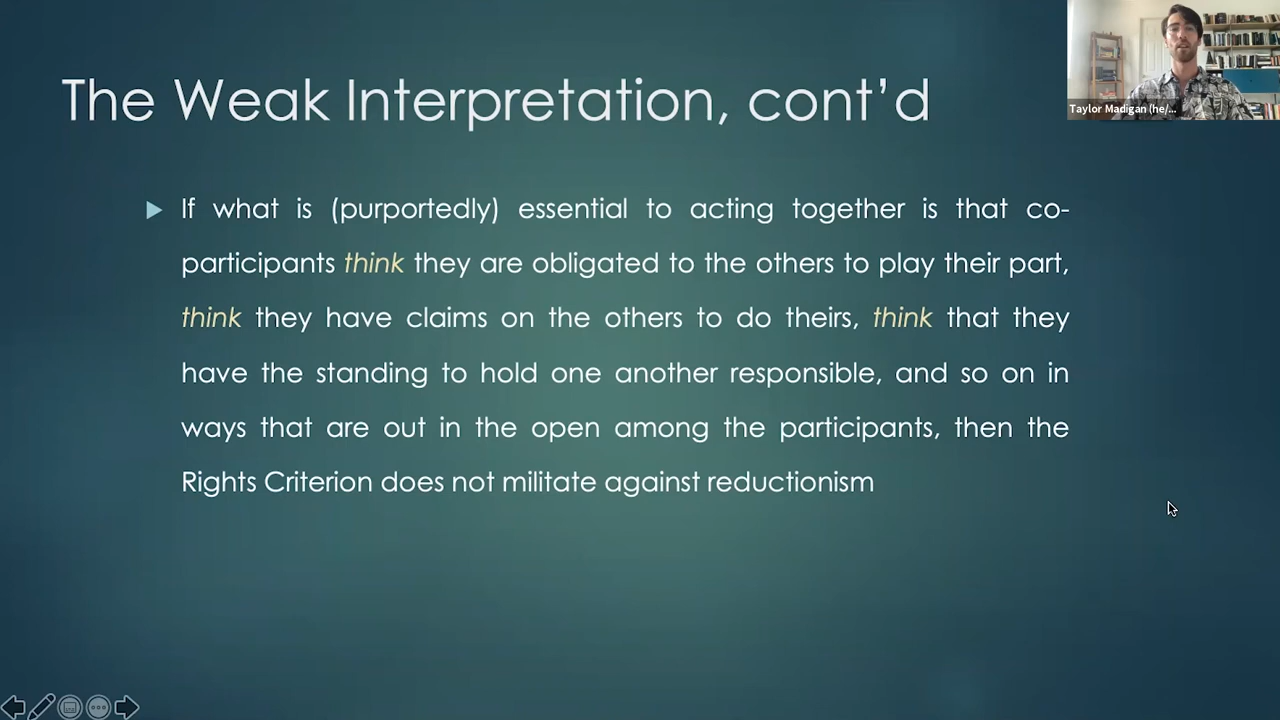 The Weak Interpretation, cont’d
Taylor Madigan (he/...
If what is (purportedly) essential to acting together is that co-
participants think they are obligated to the others to play their part,
think they have claims on the others to do theirs, think that they
have the standing to hold one another responsible, and so on in
ways that are out in the open among the participants, then the
Rights Criterion does not militate against reductionism